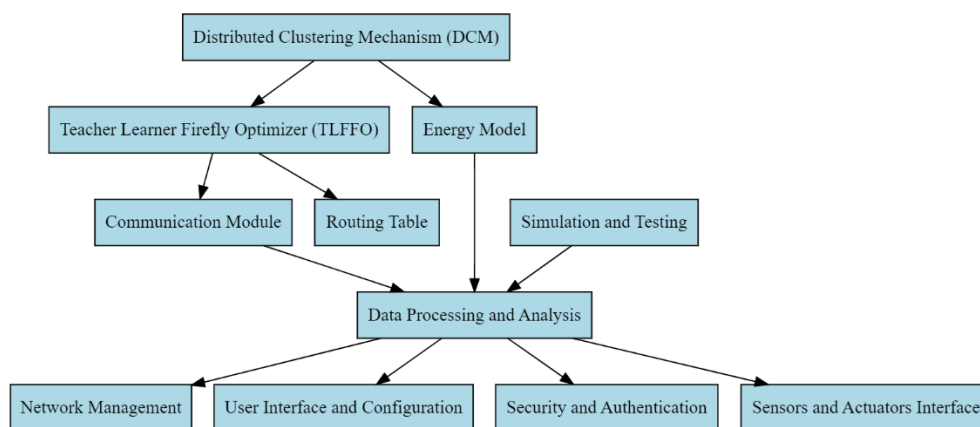 Distributed Clustering Mechanism (DCM)
Teacher Learner Firefly Optimizer (TLFFO)
Energy Model
Communication Module
Routing Table
Simulation and Testing
Data Processing and Analysis
Network Management
User Interface and Configuration
Security and Authentication
Sensors and Actuators Interface